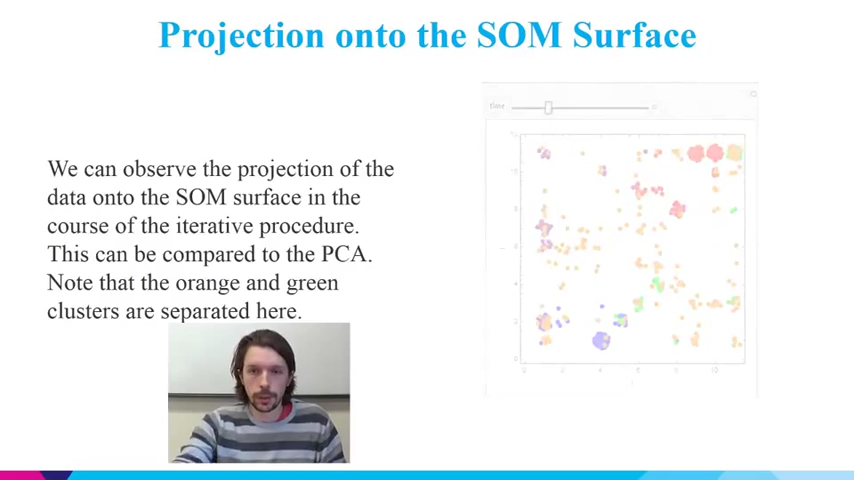 Projection onto the SOM Surface
We can observe the projection of the
data onto the SOM surface in the
course of the iterative procedure.
This can be compared to the PCA.
Note that the orange and green
clusters are separated here.
time